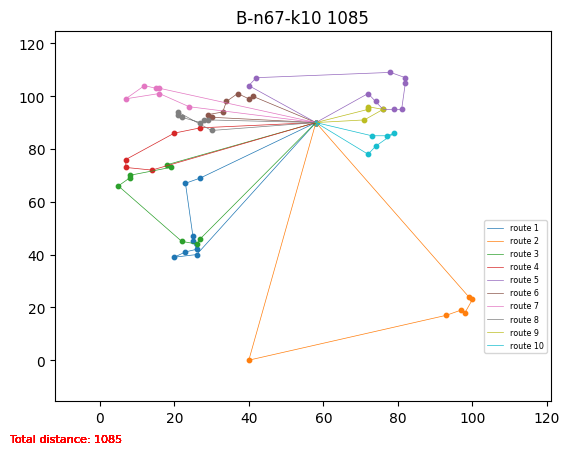 B-n67-k10 1085
120
100
80
60
40
20
0
route 1
route 2
route 3
route 4
route 5
route 6
route 7
route 8
route 9
route 10
0 20 40 60 80 100 120
Total distance: 1085